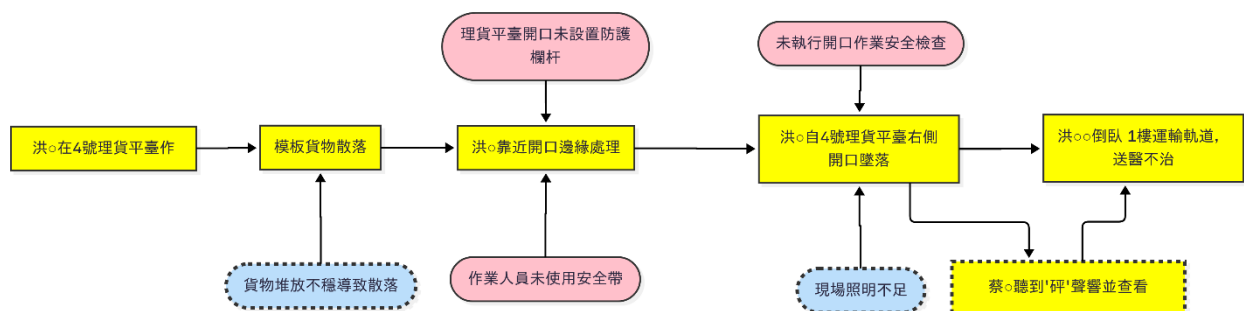 理貨平臺開口未設置防護
欄杆
未執行開口作業安全檢查
洪○在4號理貨平臺作
模板貨物散落
洪○靠近開口邊緣處理
洪○自4號理貨平臺右側
開口墜落
洪○○倒臥 1樓運輸軌道,
送醫不治
貨物堆放不穩導致散落
作業人員未使用安全帶
現場照明不足
蔡○聽到'砰'聲響並查看